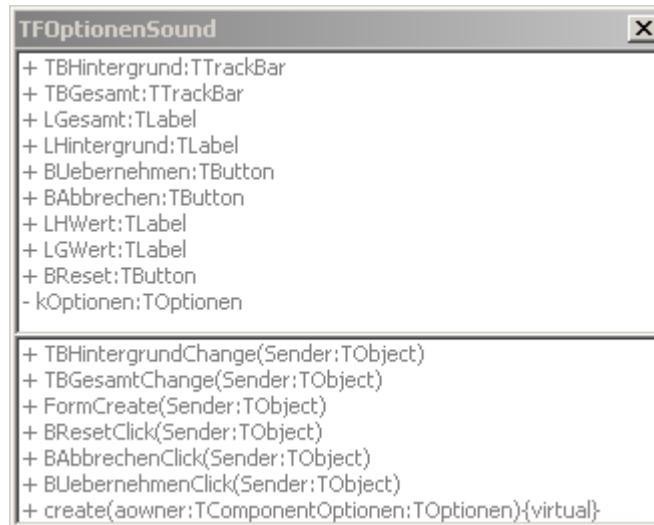 TFOptionenSound
+ TBHintergrund:TTrackBar
+ TBGesamt:TTrackBar
+ LGesamt:TLabel
+ LHintergrund:TLabel
+ BUebernehmen:TButton
+ BAbbrechen:TButton
+ LHWert:TLabel
+ LGWert:TLabel
+ BReset:TButton
- kOptionen:TOptionen
+ TBHintergrundChange(Sender:TObject)
+ TBGesamtChange(Sender:TObject)
+ FormCreate(Sender:TObject)
+ BResetClick(Sender:TObject)
+ BAbbrechenClick(Sender:TObject)
+ BUebernehmenClick(Sender:TObject)
+ create(aowner:TComponentOptionen:TOptionen){virtual}